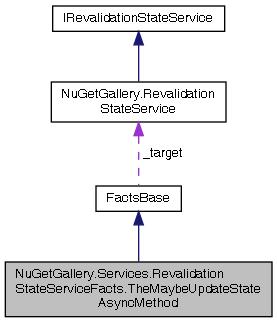 IRevalidationStateService
NuGetGallery.Revalidation
StateService
_target
FactsBase
NuGetGallery.Services.Revalidation
StateServiceFacts.TheMaybeUpdateState
AsyncMethod